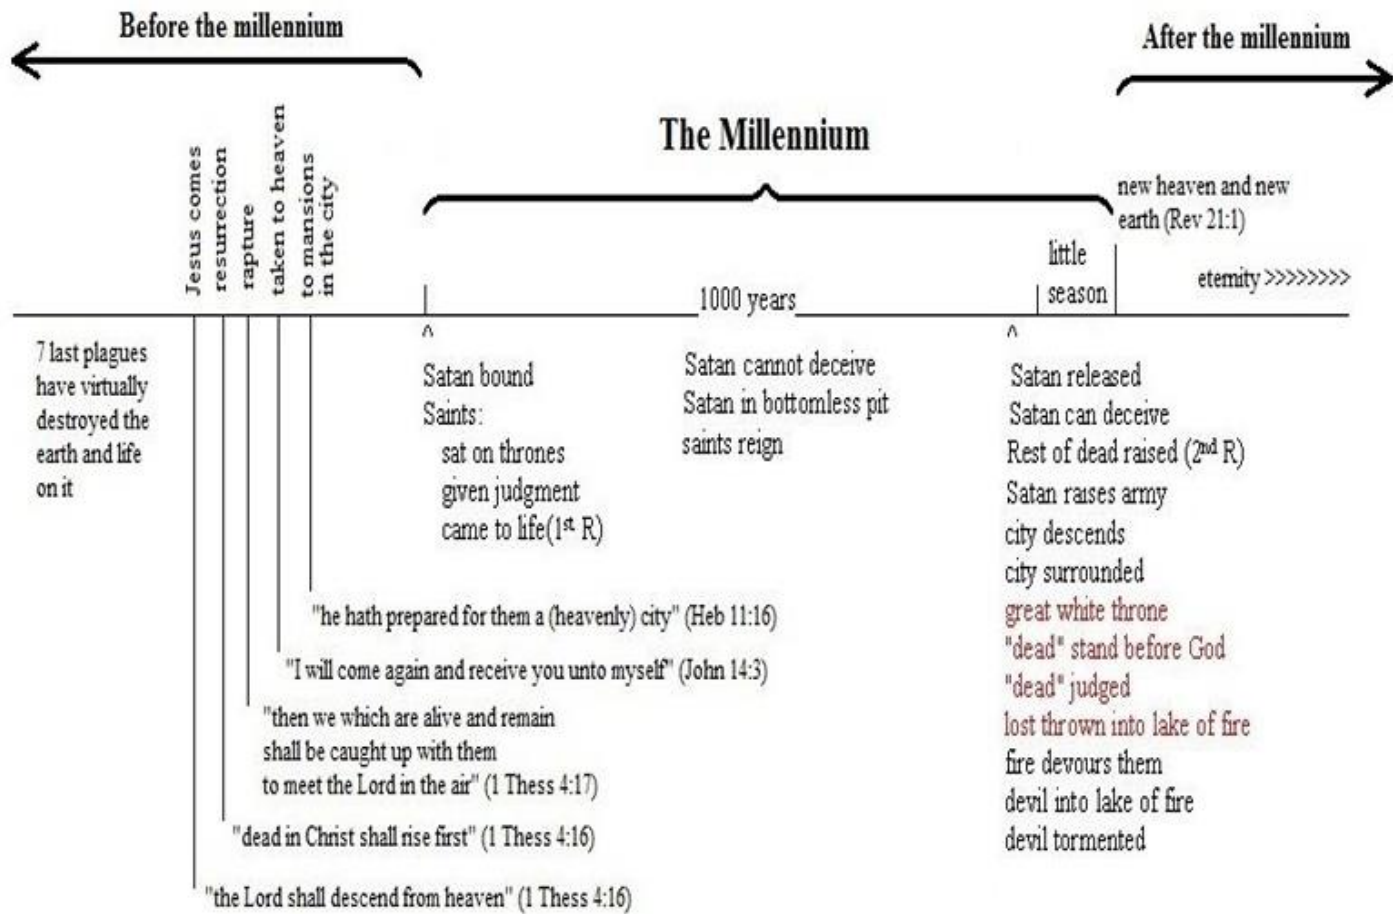 Before the millennium
After the millennium
The Millennium
Jesus comes
resurrection
rapture
taken to heaven
to mansions
in the city
new heaven and new
earth (Rev 21:1)
little
season
eternity >>>>>>>>
1000 years
7 last plagues
have virtually
destroyed the
earth and life
on it
^
Satan bound
Saints:
sat on thrones
given judgment
came to life(1st R)
Satan cannot deceive
Satan in bottomless pit
saints reign
^
Satan released
Satan can deceive
Rest of dead raised (2nd R)
Satan raises army
city descends
city surrounded
great white throne
"dead" stand before God
"dead" judged
lost thrown into lake of fire
fire devours them
devil into lake of fire
devil tormented
"he hath prepared for them a (heavenly) city" (Heb 11:16)
"I will come again and receive you unto myself" (John 14:3)
"then we which are alive and remain
shall be caught up with them
to meet the Lord in the air" (1 Thess 4:17)
"dead in Christ shall rise first" (1 Thess 4:16)
"the Lord shall descend from heaven" (1 Thess 4:16)